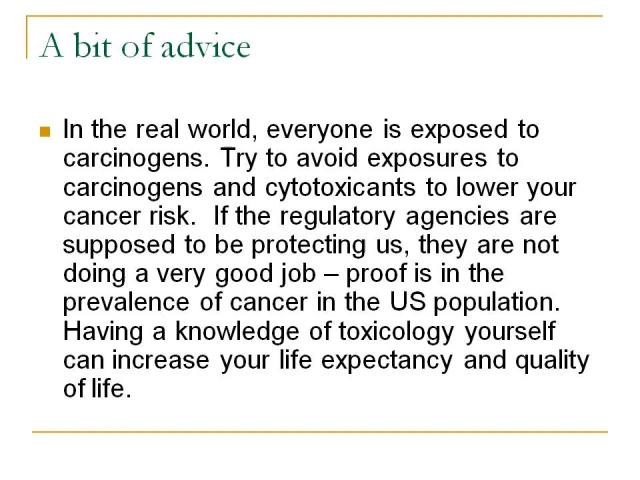 A bit of advice
In the real world, everyone is exposed to
carcinogens. Try to avoid exposures to
carcinogens and cytotoxicants to lower your
cancer risk.  If the regulatory agencies are
supposed to be protecting us, they are not
doing a very good job – proof is in the
prevalence of cancer in the US population.
Having a knowledge of toxicology yourself
can increase your life expectancy and quality
of life.